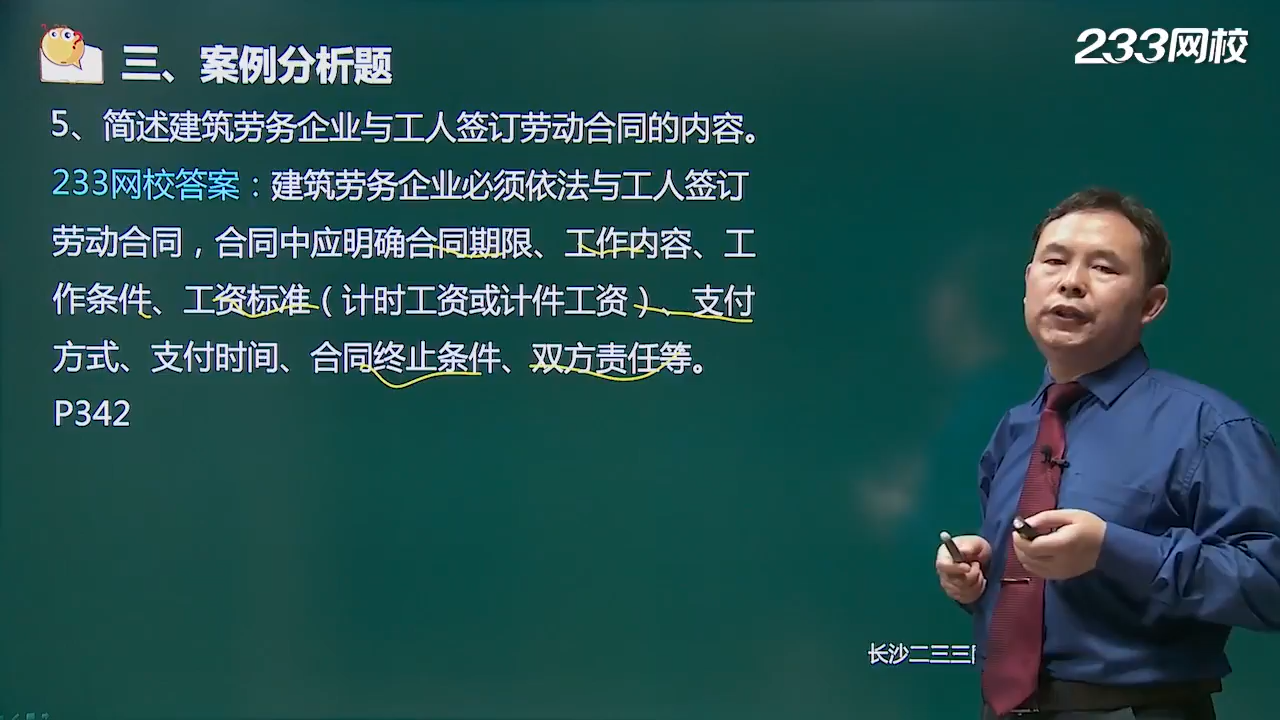 233网校
三、案例分析题
5、简述建筑劳务企业与工人签订劳动合同的内容。
233网校答案：建筑劳务企业必须依法与工人签订
劳动合同，合同中应明确合同期限、工作内容、工
作条件、工资标准（计时工资或计件工资）、支付
方式、支付时间、合同终止条件、双方责任等。
P342
长沙二三三